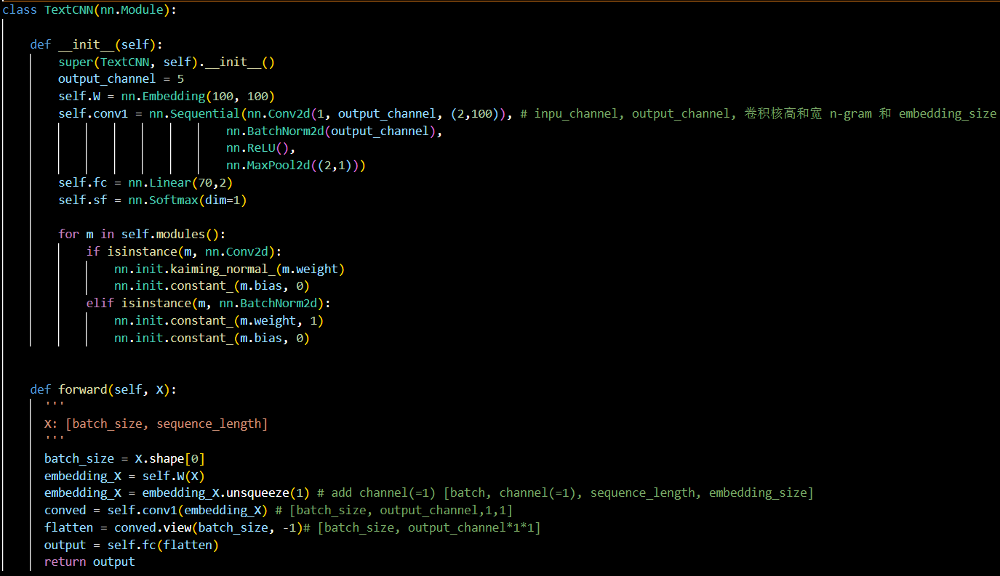 class TextCNN(nn.Module):
def __init__(self):
super(TextCNN, self).__init__()
output_channel = 5
self.W = nn.Embedding(100, 100)
self.conv1 = nn.Sequential(nn.Conv2d(1, output_channel, (2,100)), # inpu_channel, output_channel, 卷积核高和宽 n-gram 和 embedding_size
nn.BatchNorm2d(output_channel),
nn.ReLU(),
nn.MaxPool2d((2,1)))
self.fc = nn.Linear(70,2)
self.sf = nn.Softmax(dim=1)
for m in self.modules():
if isinstance(m, nn.Conv2d):
nn.init.kaiming_normal_(m.weight)
nn.init.constant_(m.bias, 0)
elif isinstance(m, nn.BatchNorm2d):
nn.init.constant_(m.weight, 1)
nn.init.constant_(m.bias, 0)
def forward(self, X):
'''
X: [batch_size, sequence_length]
'''
batch_size = X.shape[0]
embedding_X = self.W(X)
embedding_X = embedding_X.unsqueeze(1) # add channel(=1) [batch, channel(=1), sequence_length, embedding_size]
conved = self.conv1(embedding_X) # [batch_size, output_channel,1,1]
flatten = conved.view(batch_size, -1)# [batch_size, output_channel*1*1]
output = self.fc(flatten)
return output